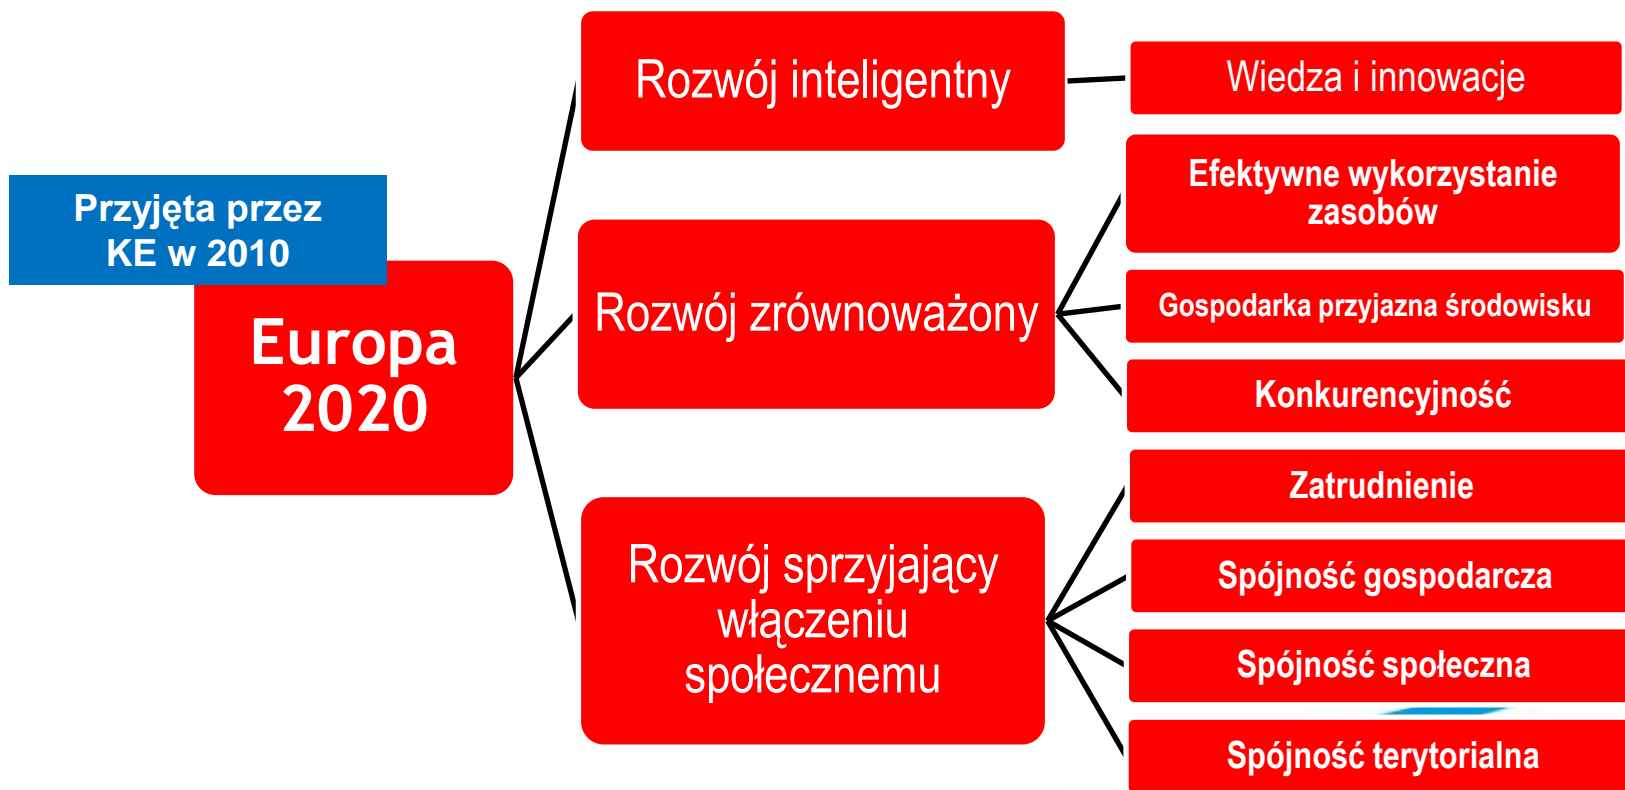 Przyjęta przez
KE w 2010
Europa
2020
Rozwój inteligentny
Wiedza i innowacje
Rozwój zrównoważony
Efektywne wykorzystanie
zasobów
Gospodarka przyjazna środowisku
Konkurencyjność
Rozwój sprzyjający
włączeniu
społecznemu
Zatrudnienie
Spójność gospodarcza
Spójność społeczna
Spójność terytorialna